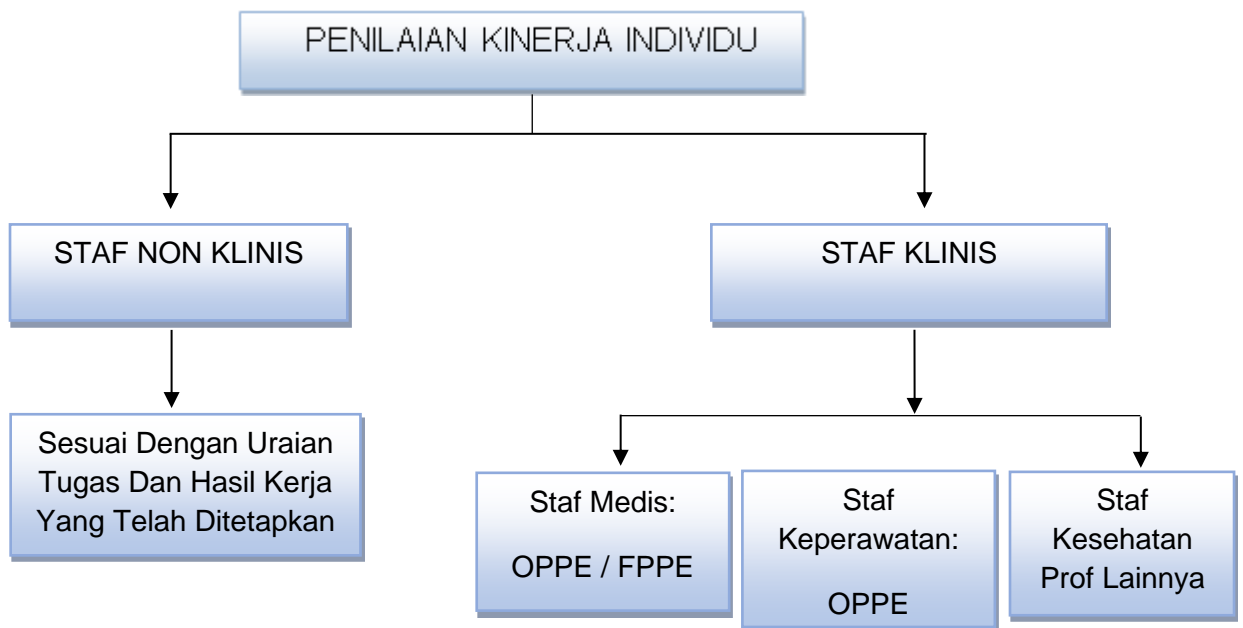 PENILAIAN KINERJA INDIVIDU
STAF NON KLINIS
STAF KLINIS
Sesuai Dengan Uraian
Tugas Dan Hasil Kerja
Yang Telah Ditetapkan
Staf Medis:
OPPE / FPPE
Staf
Keperawatan:
OPPE
Staf
Kesehatan
Prof Lainnya